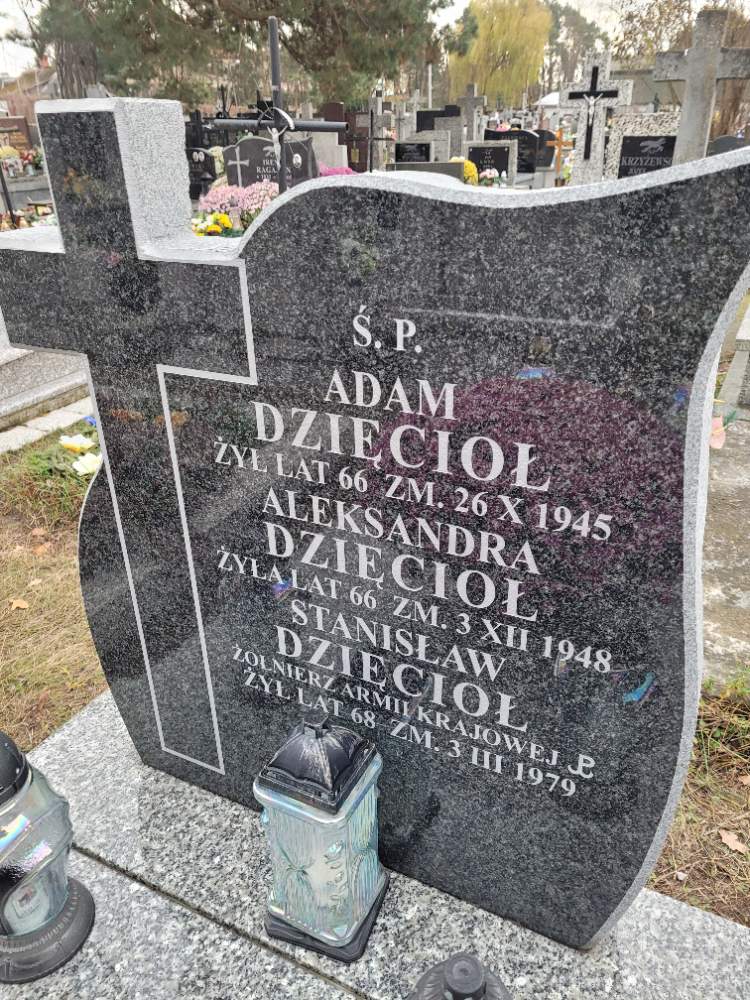 Ś. P.
ADAM
DZIĘCIOŁ
ŻYŁ LAT 66 ZM. 26 X 1945
ALEKSANDRA
DZIĘCIOŁ
ŻYŁA LAT 66 ZM. 3 XII 1948
STANISŁAW
DZIĘCIOŁ
ŻOŁNIERZ ARMII KRAJOWEJ
ŻYŁ LAT 68 ZM. 3 III 1979